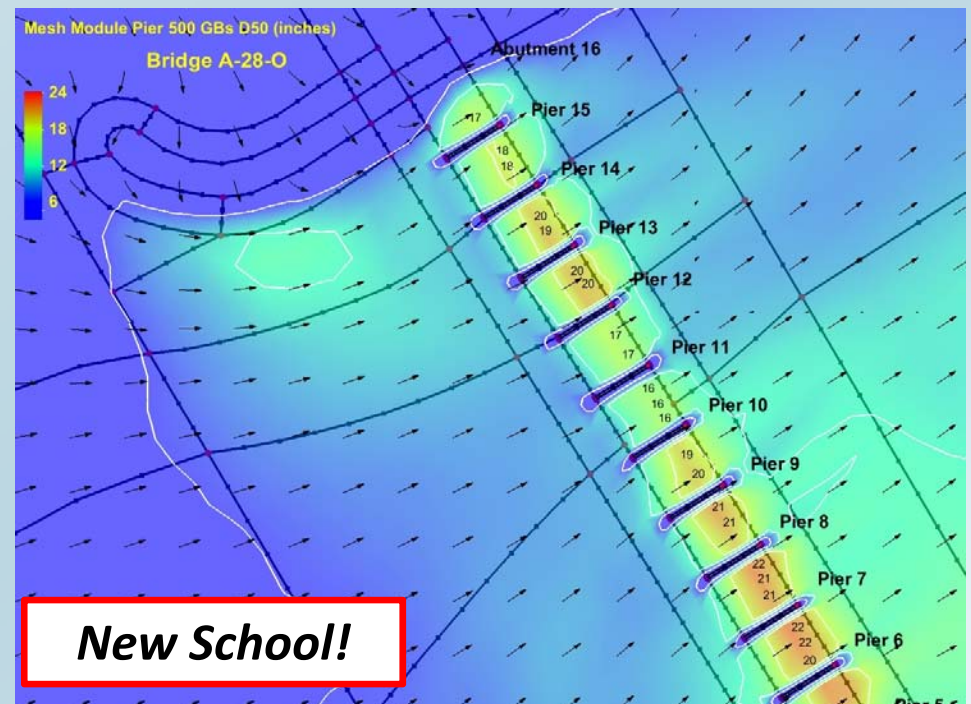 Mesh Module Pier 500 GBs D50 (inches)
Bridge A-28-O
24
18
12
6
Abutment 16
17
Pier 15
18
18
Pier 14
20
19
Pier 13
20
20
Pier 12
17
17
Pier 11
16
16
16
Pier 10
19
20
Pier 9
21
21
Pier 8
22
21
21
Pier 7
22
22
20
Pier 6
Pier 5
New School!